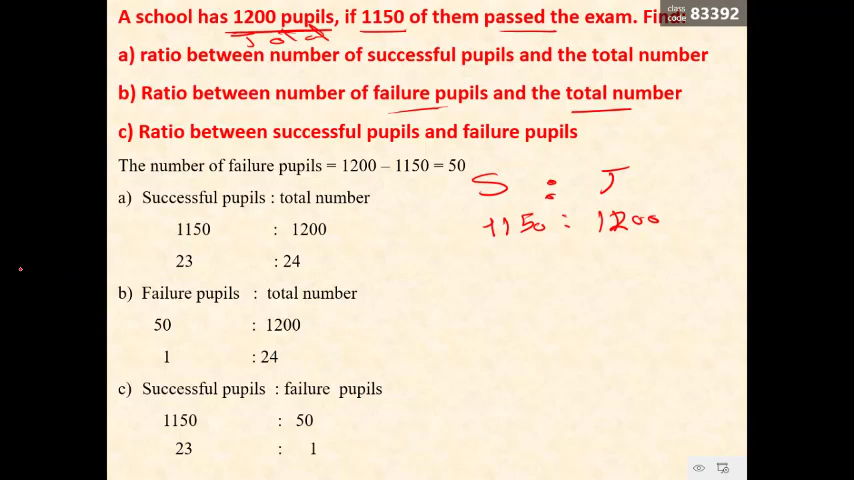 A school has 1200 pupils, if 1150 of them passed the exam. Find:
class code 83392
Total
a) ratio between number of successful pupils and the total number
b) Ratio between number of failure pupils and the total number
c) Ratio between successful pupils and failure pupils
The number of failure pupils = 1200 – 1150 = 50
S : T
a) Successful pupils : total number
1150 : 1200
1150 : 1200
23 : 24
b) Failure pupils : total number
50 : 1200
1 : 24
c) Successful pupils : failure pupils
1150 : 50
23 : 1